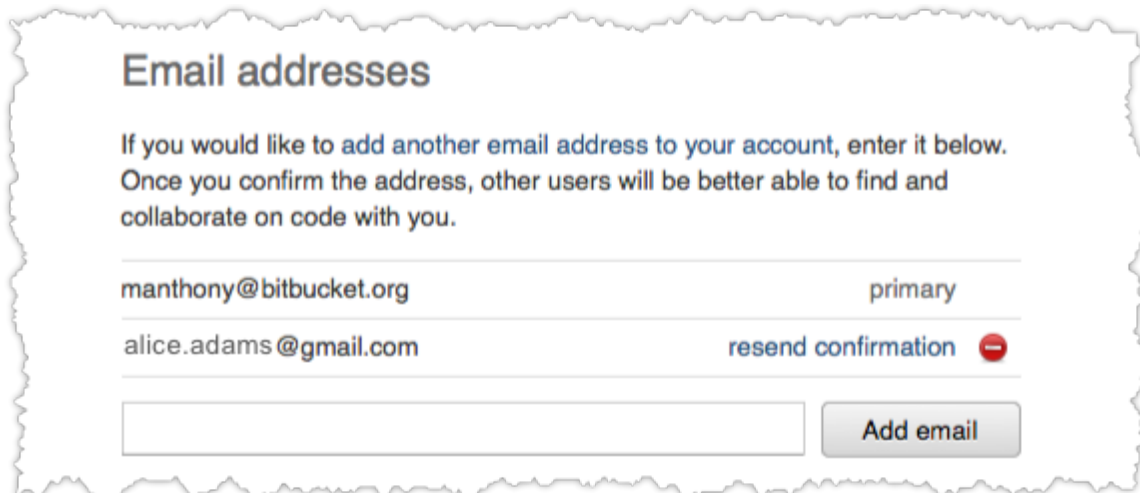 Email addresses
If you would like to add another email address to your account, enter it below.
Once you confirm the address, other users will be better able to find and
collaborate on code with you.
manthony@bitbucket.org primary
alice.adams@gmail.com resend confirmation
Add email